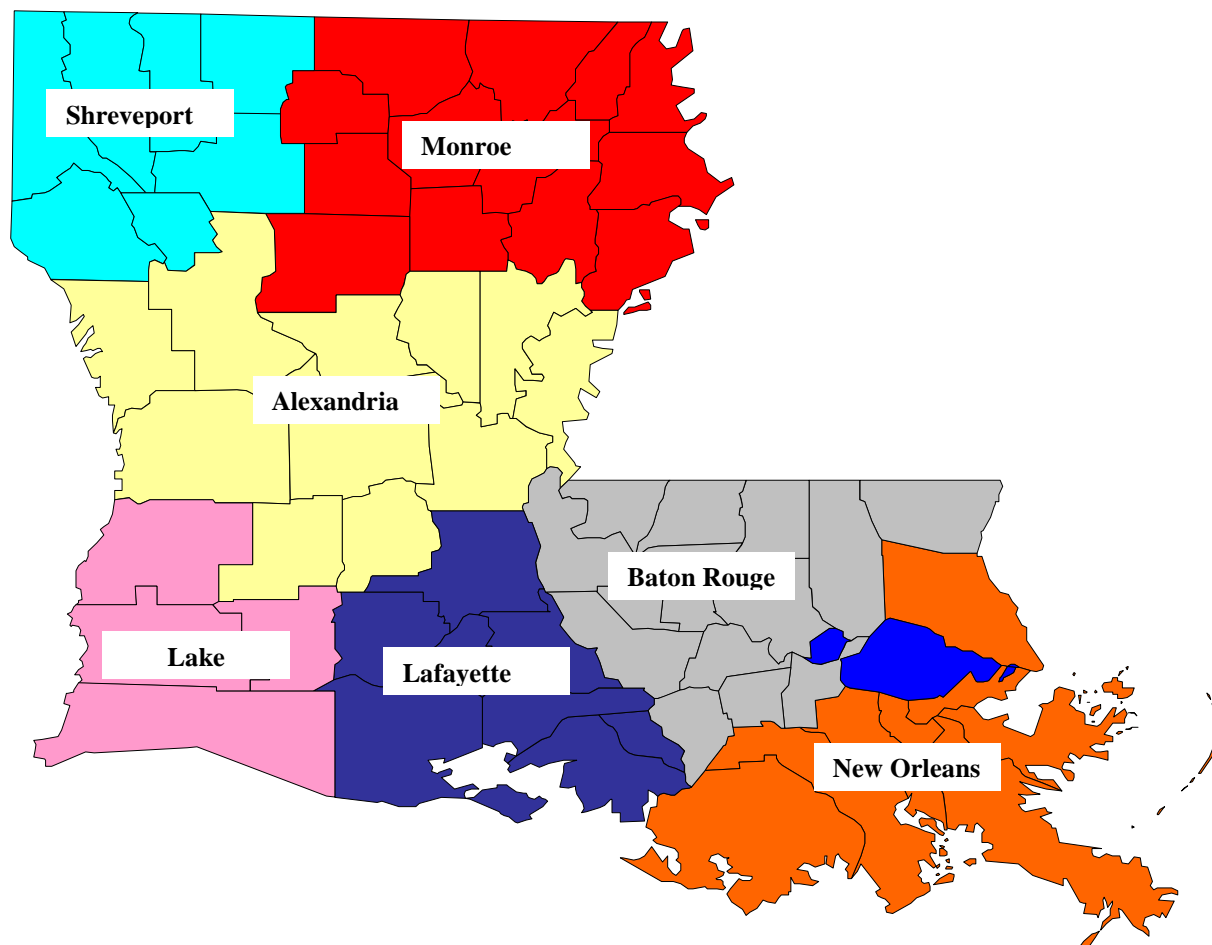 Shreveport
Monroe
Alexandria
Baton Rouge
Lake
Lafayette
New Orleans